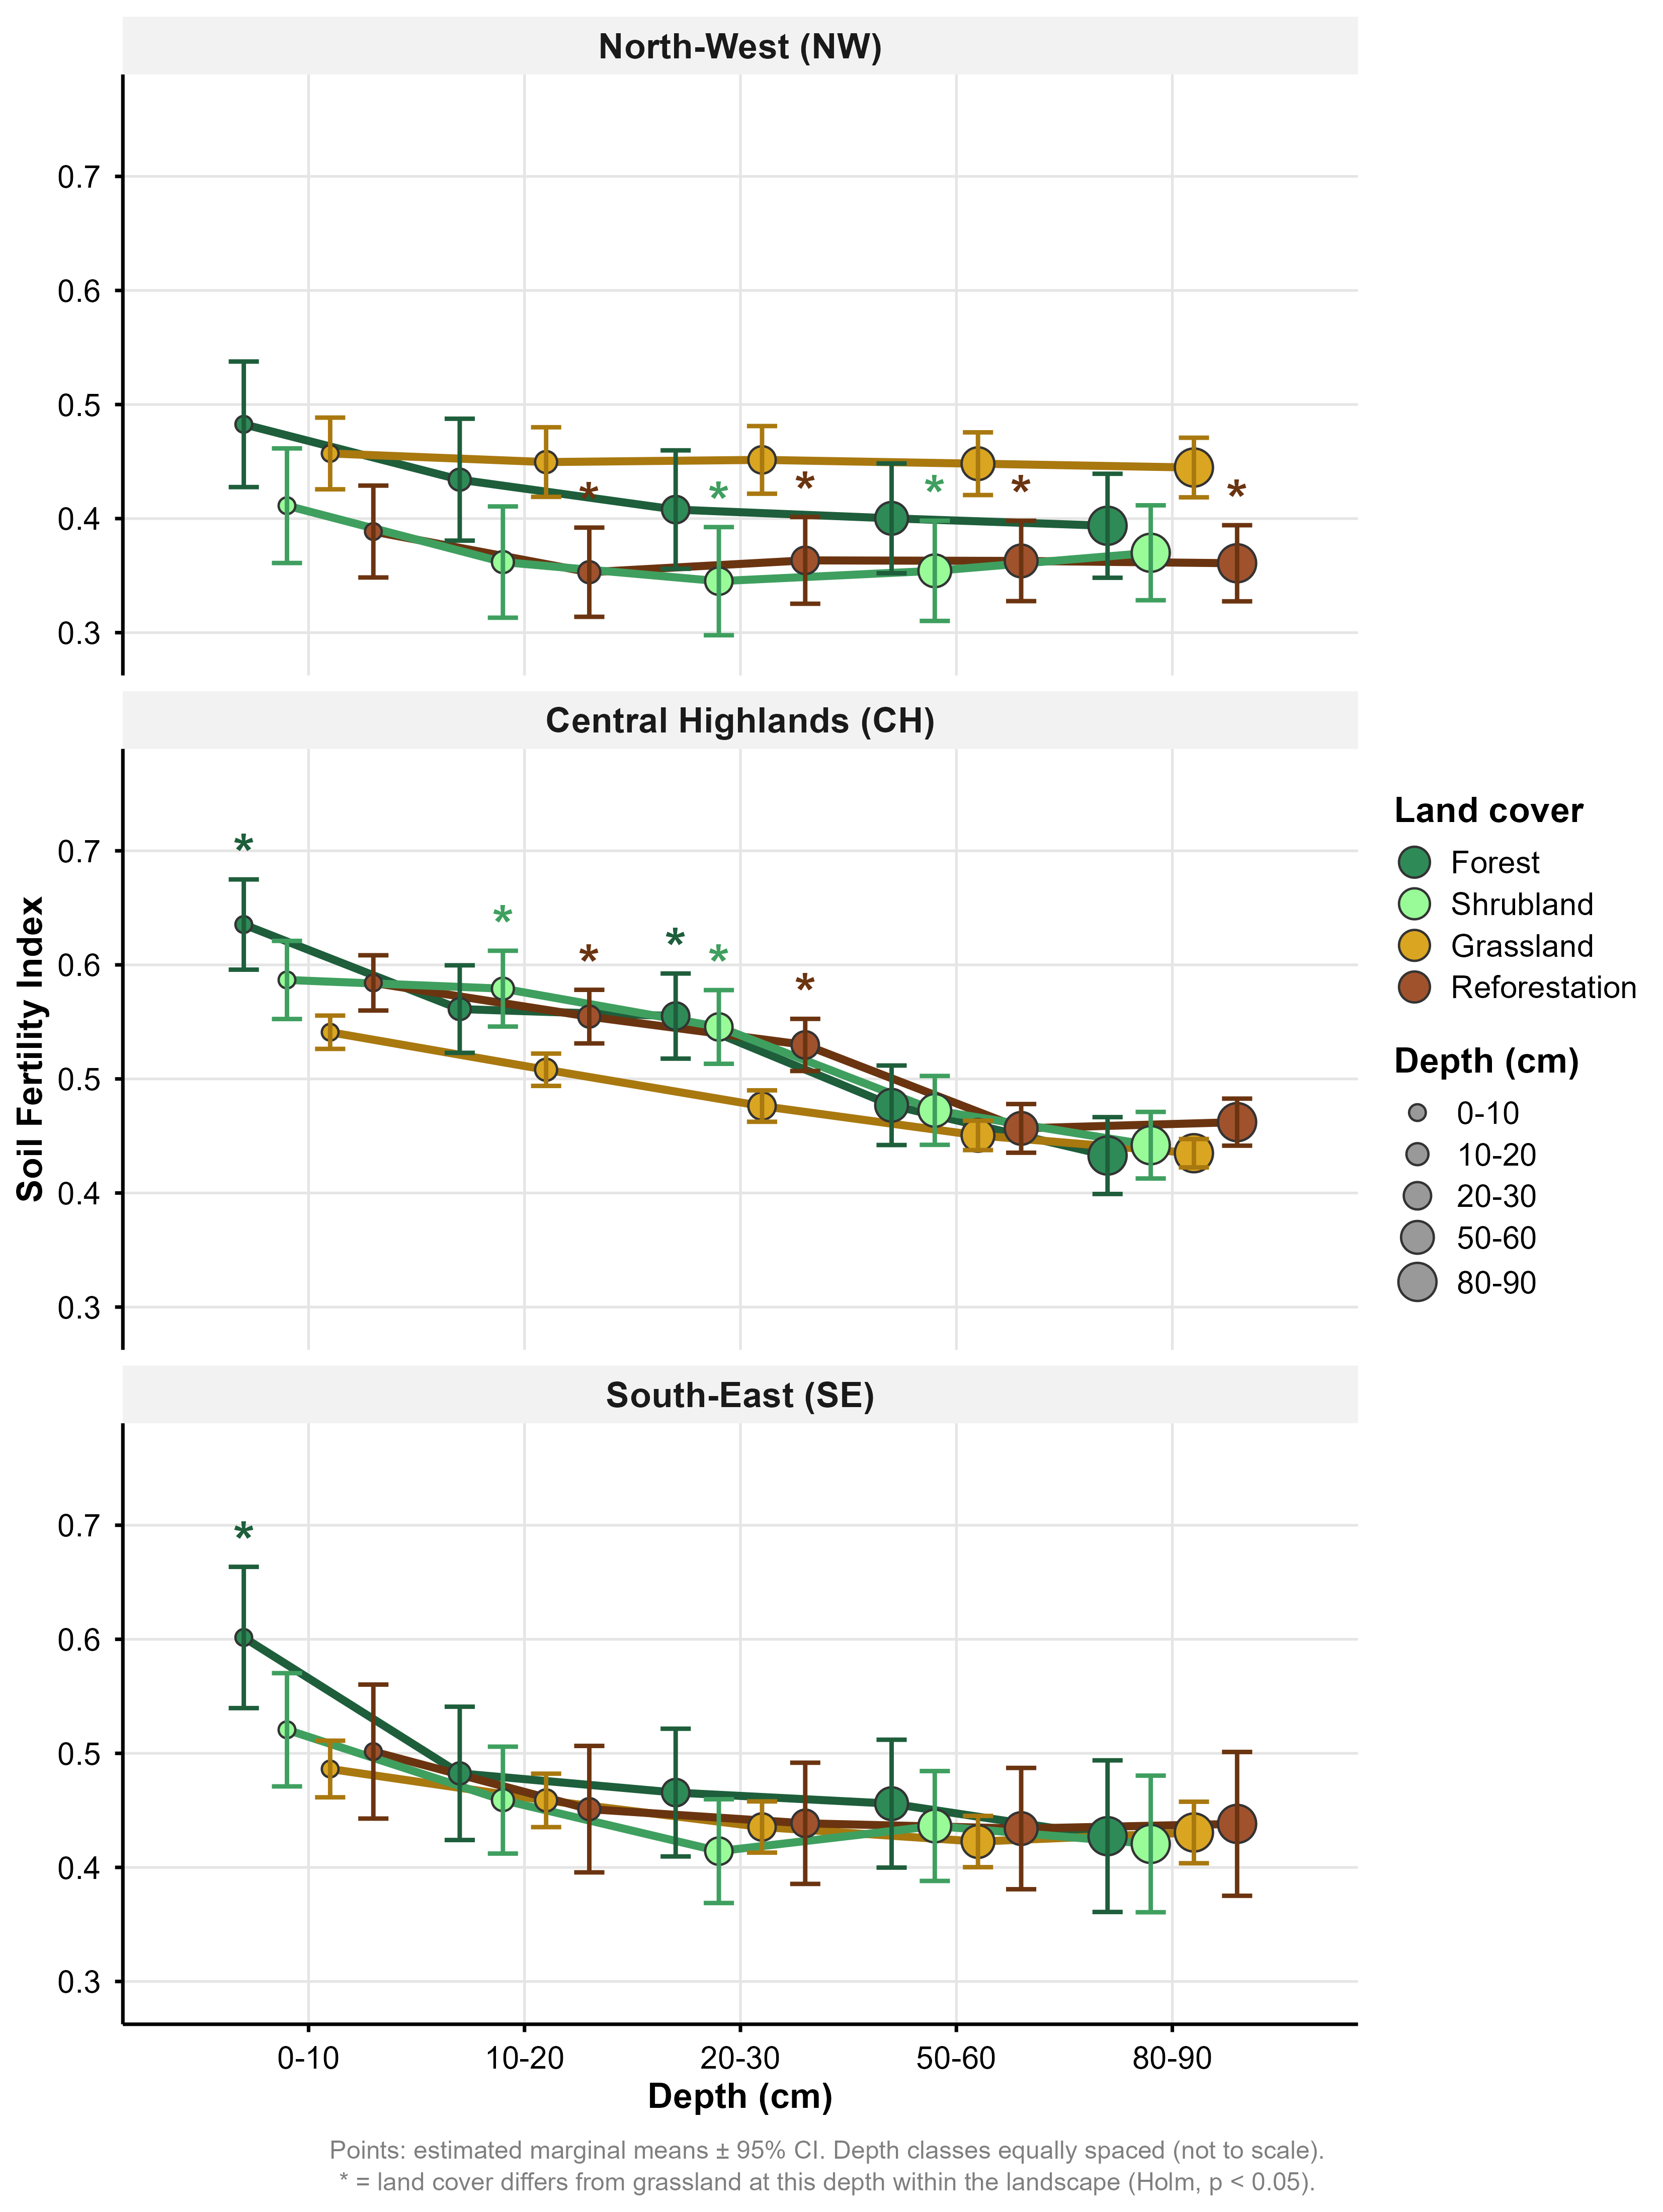 North-West (NW)
0.7
0.6
0.5
0.4
0.3
*
*
*
*
*
*
Central Highlands (CH)
0.7
0.6
0.5
0.4
0.3
*
*
*
*
*
*
Soil Fertility Index
Land cover
Forest
Shrubland
Grassland
Reforestation
Depth (cm)
0-10
10-20
20-30
50-60
80-90
South-East (SE)
0.7
0.6
0.5
0.4
0.3
*
0-10 10-20 20-30 50-60 80-90
Depth (cm)
Points: estimated marginal means ± 95% CI. Depth classes equally spaced (not to scale).
* = land cover differs from grassland at this depth within the landscape (Holm, p < 0.05).